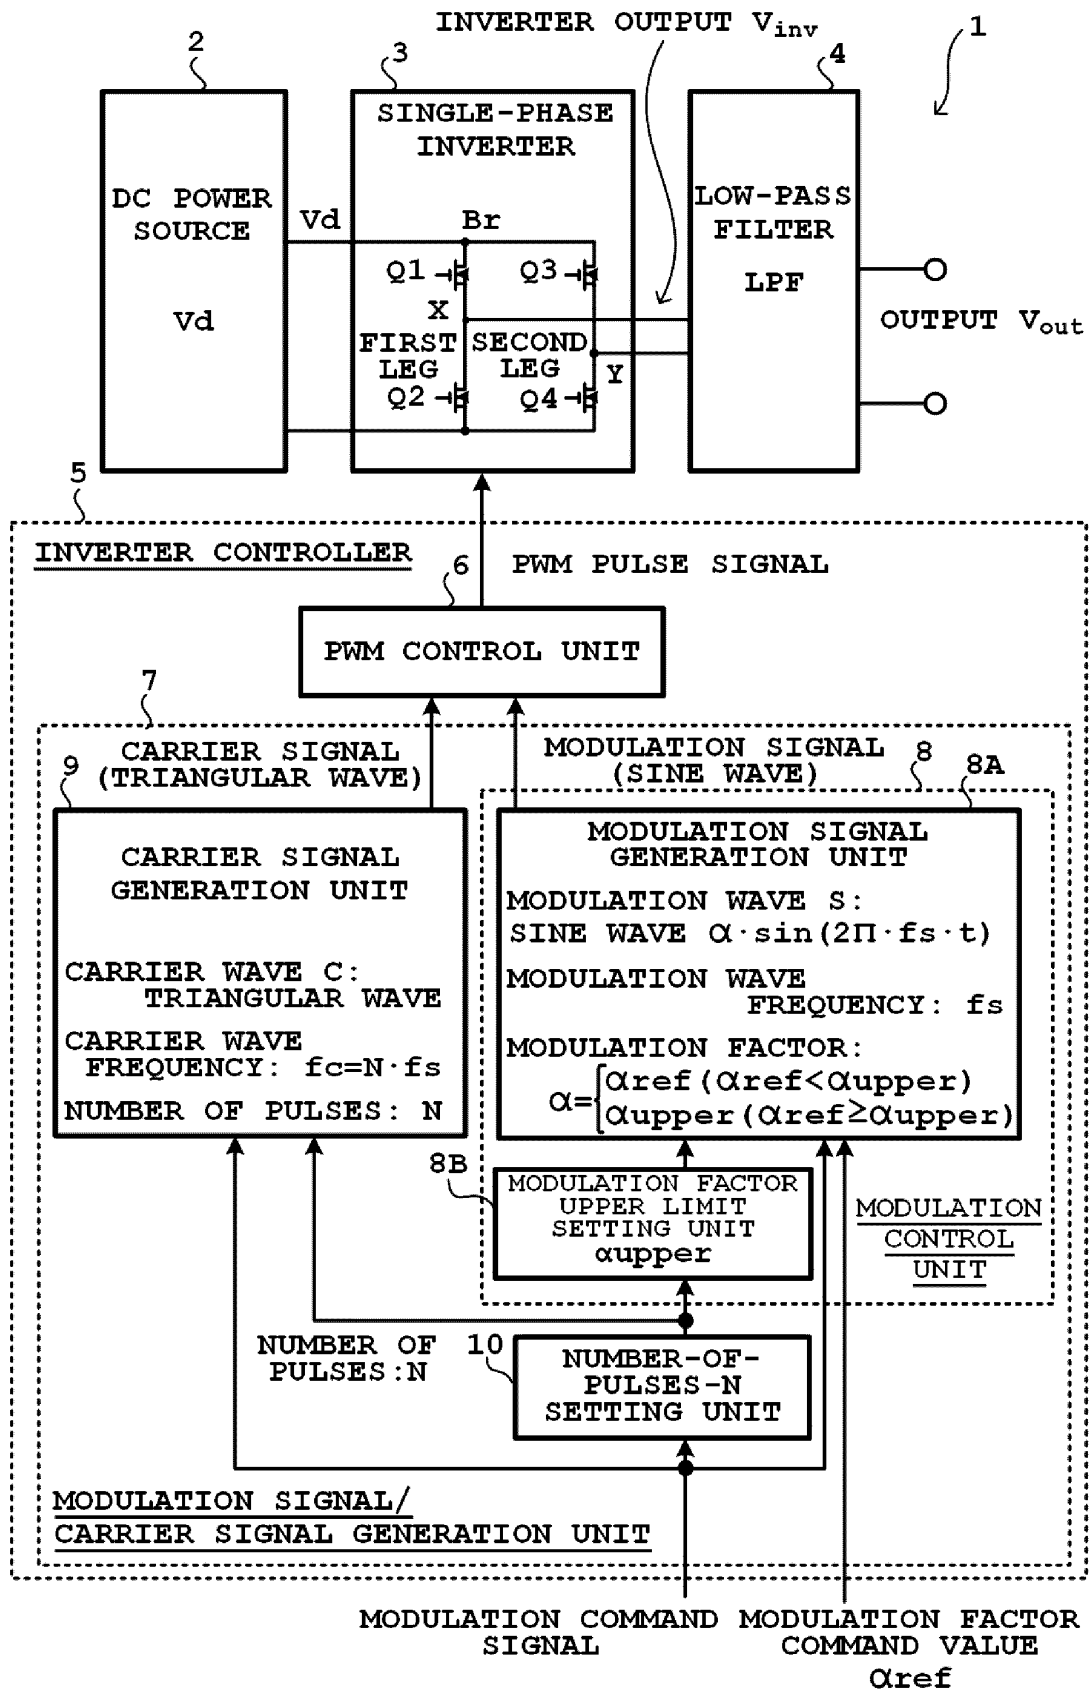 INVERTER OUTPUT Vinv
1
2
3
4
SINGLE-PHASE
INVERTER
DC POWER
SOURCE
Vd
Vd
Br
Q1
Q3
X
FIRST
LEG
SECOND
LEG
Y
Q2
Q4
LOW-PASS
FILTER
LPF
OUTPUT Vout
5
INVERTER CONTROLLER
6
PWM PULSE SIGNAL
PWM CONTROL UNIT
7
CARRIER SIGNAL
(TRIANGULAR WAVE)
MODULATION SIGNAL
(SINE WAVE)
8
8A
9
CARRIER SIGNAL
GENERATION UNIT
CARRIER WAVE C:
TRIANGULAR WAVE
CARRIER WAVE
FREQUENCY: fc=N·fs
NUMBER OF PULSES: N
MODULATION SIGNAL
GENERATION UNIT
MODULATION WAVE S:
SINE WAVE α·sin(2Π·fs·t)
MODULATION WAVE
FREQUENCY: fs
MODULATION FACTOR:
α={αref(αref<αupper)
αupper(αref≥αupper)
8B
MODULATION FACTOR
UPPER LIMIT
SETTING UNIT
αupper
MODULATION
CONTROL
UNIT
NUMBER OF
PULSES:N
10
NUMBER-OF-
PULSES-N
SETTING UNIT
MODULATION SIGNAL/
CARRIER SIGNAL GENERATION UNIT
MODULATION COMMAND
SIGNAL
MODULATION FACTOR
COMMAND VALUE
αref